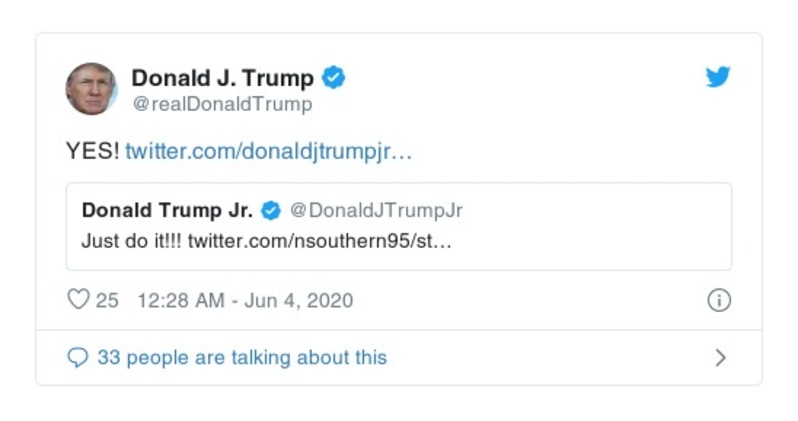 Donald J. Trump
@realDonaldTrump
YES! twitter.com/donaldjtrumpjr…
Donald Trump Jr. @DonaldJTrumpJr
Just do it!!! twitter.com/nsouthern95/st…
25 12:28 AM - Jun 4, 2020
33 people are talking about this